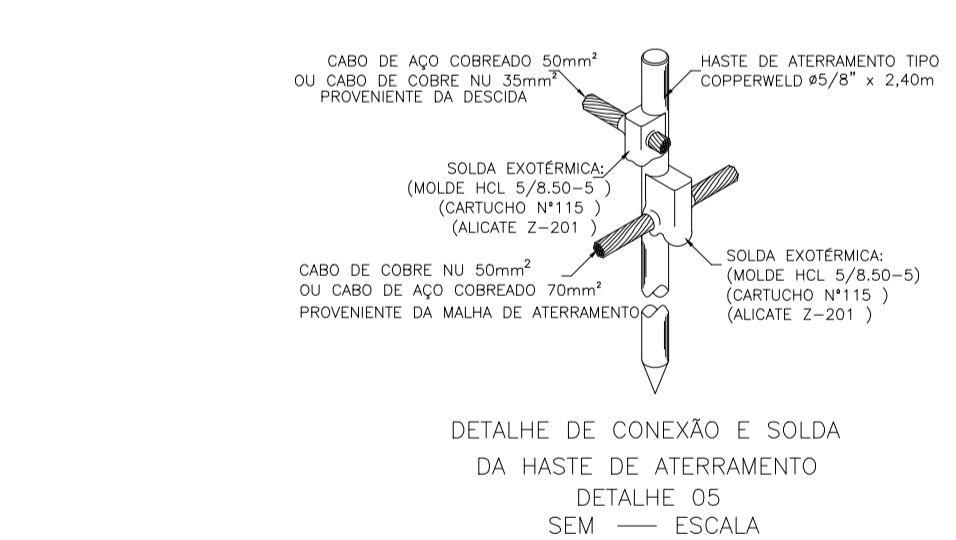 CABO DE AÇO COBREADO 50mm²
OU CABO DE COBRE NU 35mm²
PROVENIENTE DA DESCIDA
HASTE DE ATERRAMENTO TIPO
COPPERWELD ø5/8" x 2,40m
SOLDA EXOTÉRMICA:
(MOLDE HCL 5/8.50-5 )
(CARTUCHO N°115 )
(ALICATE Z-201 )
CABO DE COBRE NU 50mm²
OU CABO DE AÇO COBREADO 70mm²
PROVENIENTE DA MALHA DE ATERRAMENTO
SOLDA EXOTÉRMICA:
(MOLDE HCL 5/8.50-5)
(CARTUCHO N°115 )
(ALICATE Z-201 )
DETALHE DE CONEXÃO E SOLDA
DA HASTE DE ATERRAMENTO
DETALHE 05
SEM — ESCALA